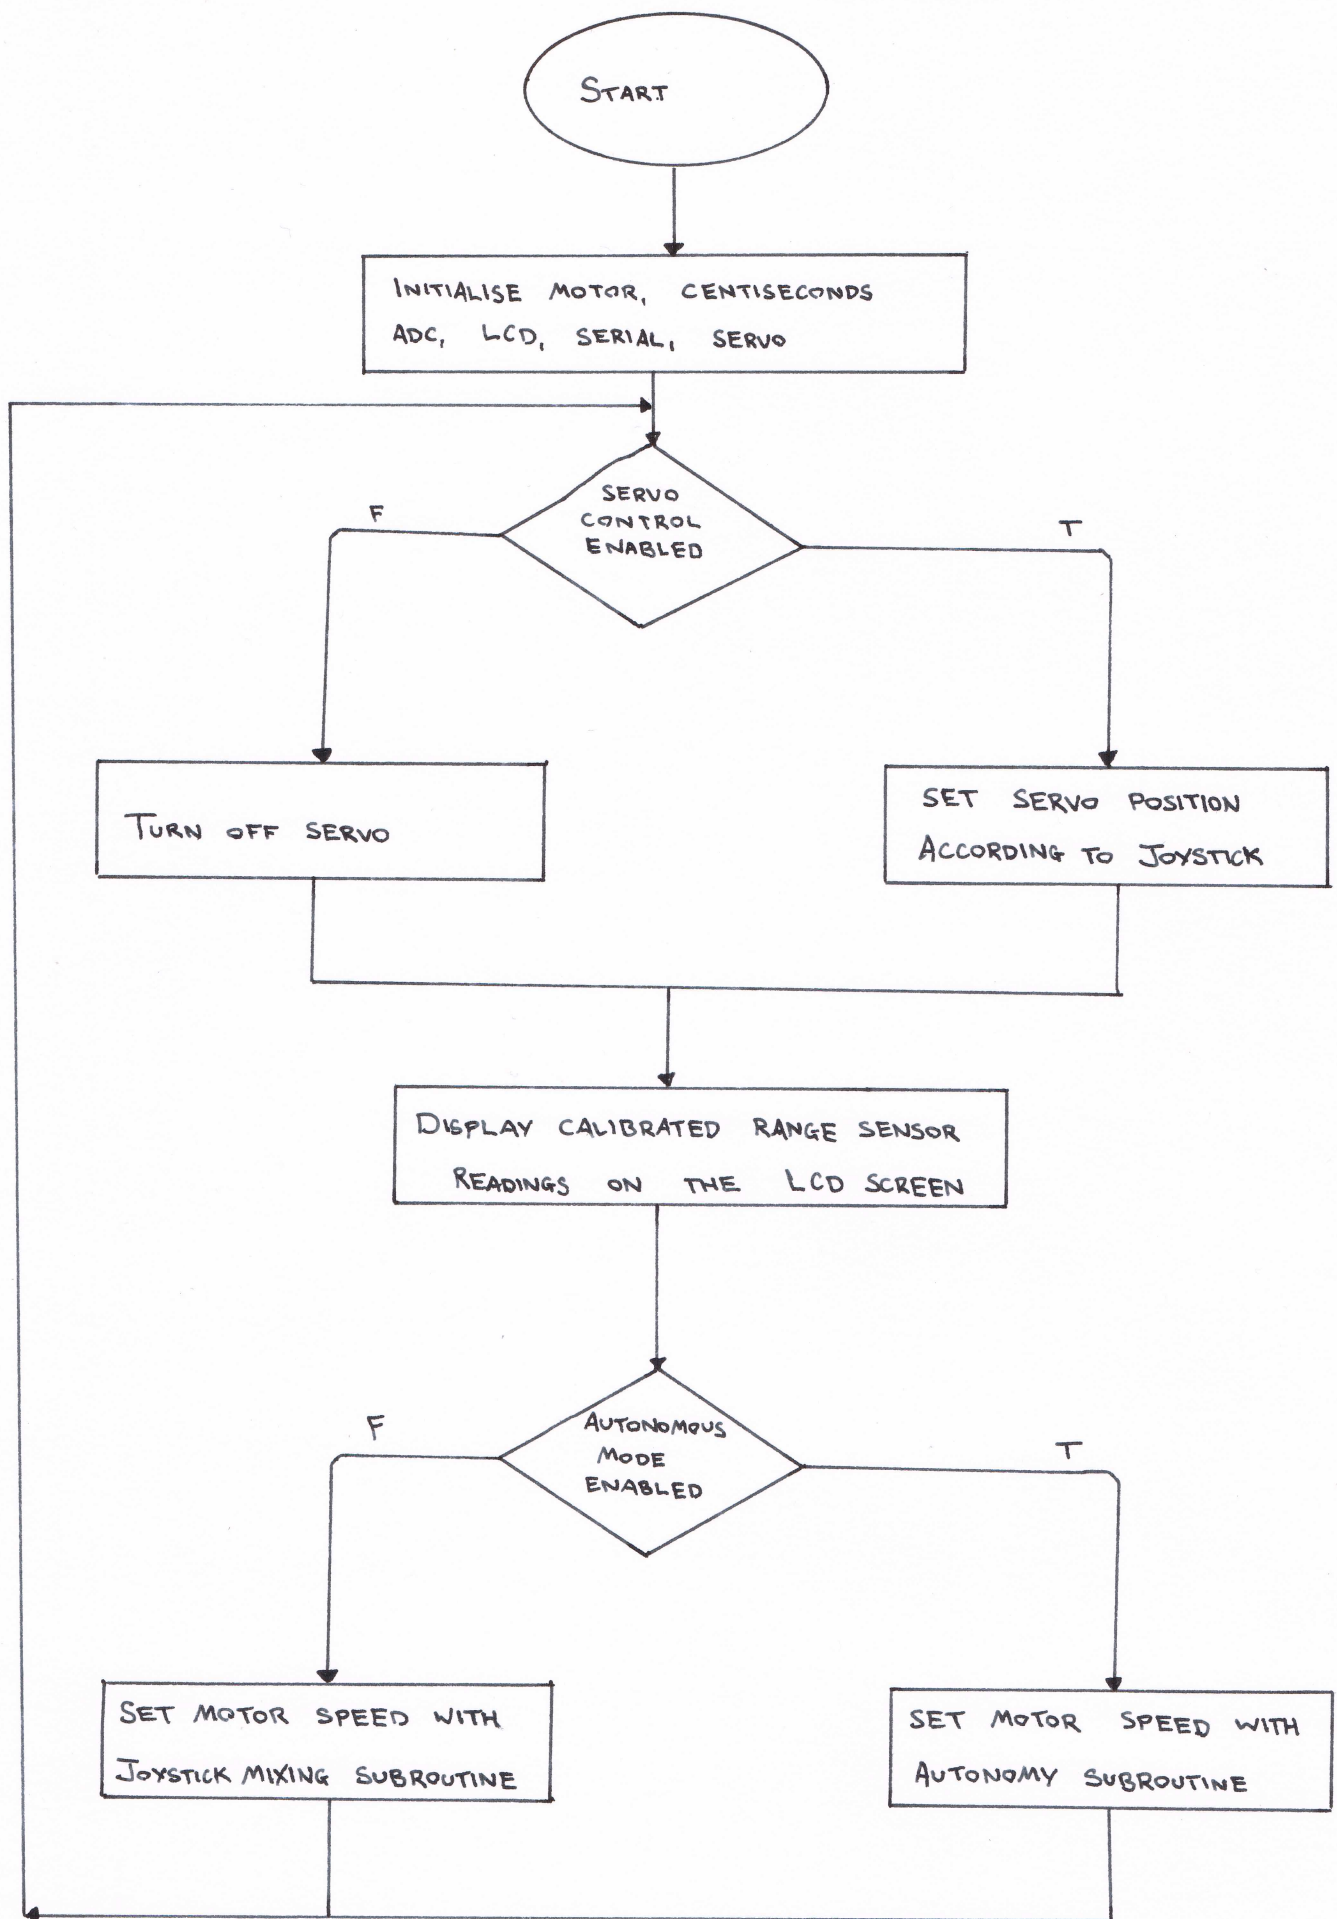 START
INITIALISE MOTOR, CENTISECONDS
ADC, LCD, SERIAL, SERVO
SERVO
CONTROL
ENABLED
F
T
TURN OFF SERVO
SET SERVO POSITION
ACCORDING TO JOYSTICK
DISPLAY CALIBRATED RANGE SENSOR
READINGS ON THE LCD SCREEN
AUTONOMOUS
MODE
ENABLED
F
T
SET MOTOR SPEED WITH
JOYSTICK MIXING SUBROUTINE
SET MOTOR SPEED WITH
AUTONOMY SUBROUTINE